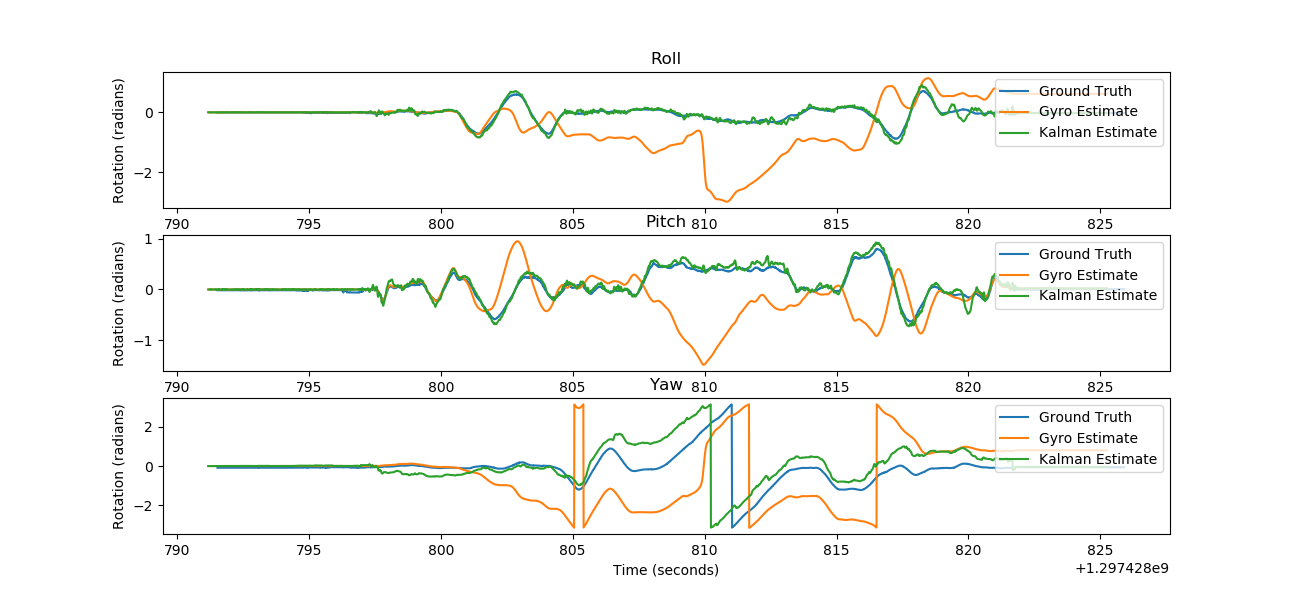 Roll
Rotation (radians)
0
−2
790 795 800 805 810 815 820 825
Ground Truth
Gyro Estimate
Kalman Estimate
Pitch
Rotation (radians)
1
0
−1
790 795 800 805 810 815 820 825
Ground Truth
Gyro Estimate
Kalman Estimate
Yaw
Rotation (radians)
2
0
−2
790 795 800 805 810 815 820 825
Ground Truth
Gyro Estimate
Kalman Estimate
Time (seconds)
+1.297428e9